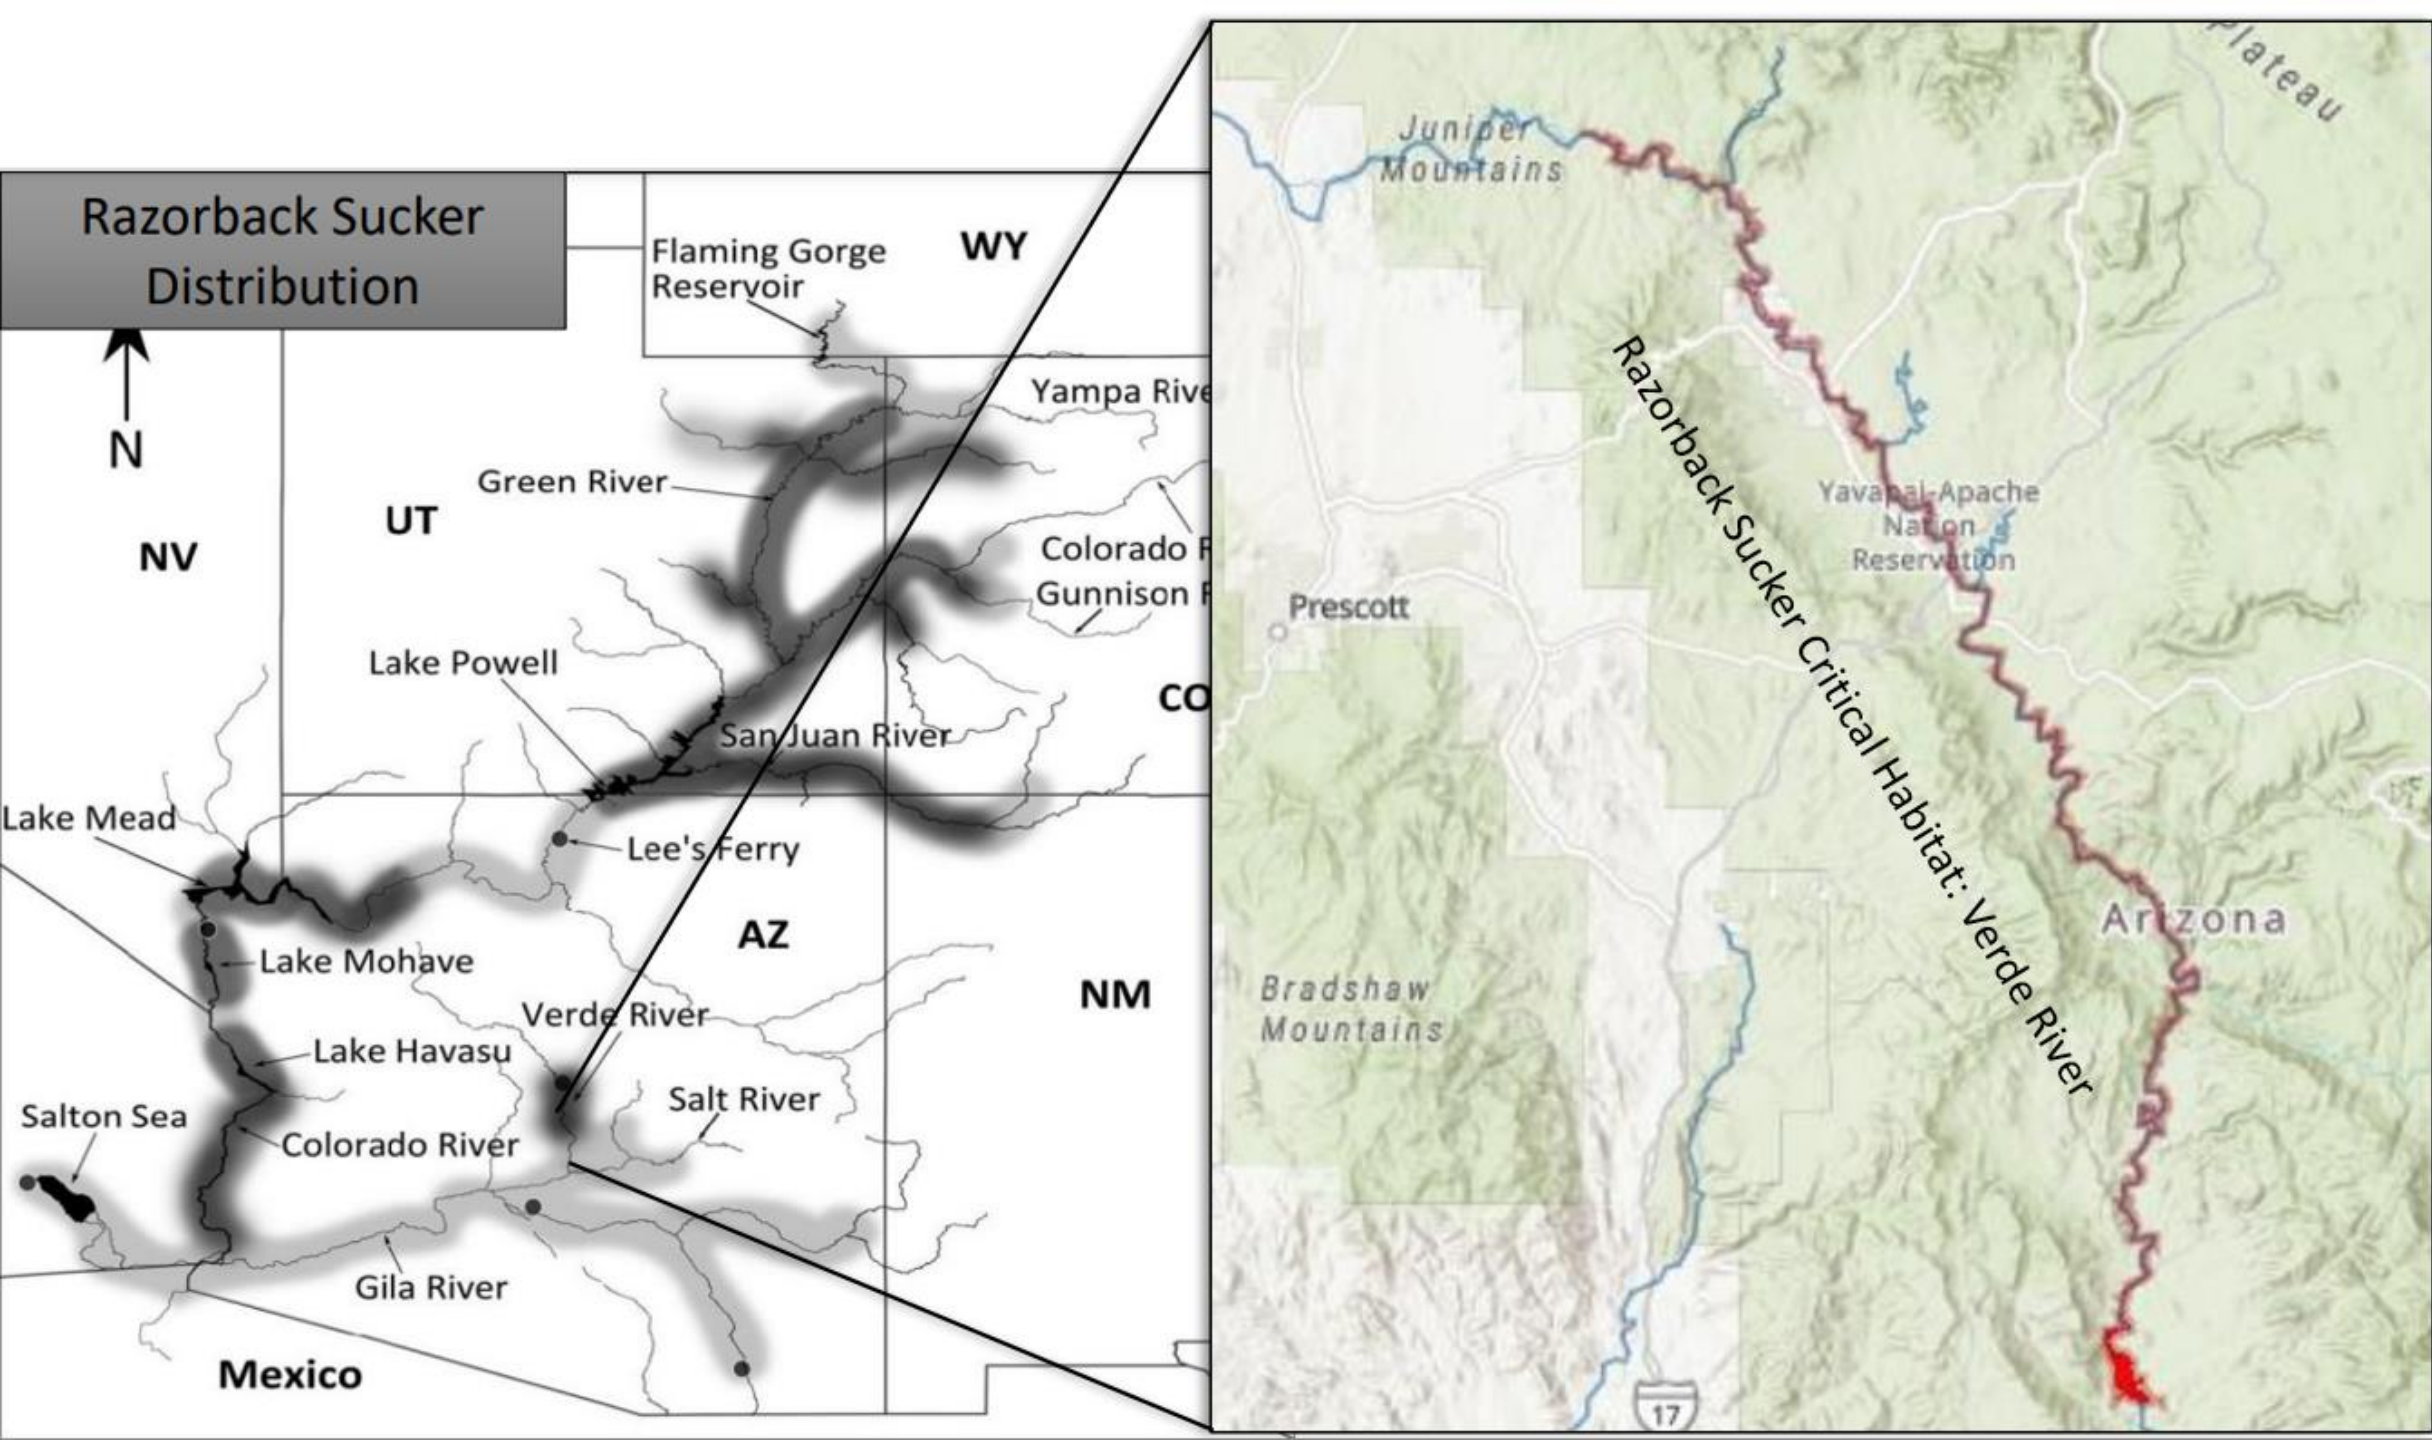 Razorback Sucker
Distribution
N
NV
UT
WY
CO
AZ
NM
Mexico
Flaming Gorge
Reservoir
Yampa Rive
Green River
Colorado R
Gunnison R
Lake Powell
San Juan River
Lake Mead
Lee's Ferry
Lake Mohave
Verde River
Lake Havasu
Salt River
Salton Sea
Colorado River
Gila River
Plateau
Juniper
Mountains
Razorback Sucker Critical Habitat: Verde River
Yavapai-Apache
Nation
Reservation
Prescott
Arizona
Bradshaw
Mountains
17